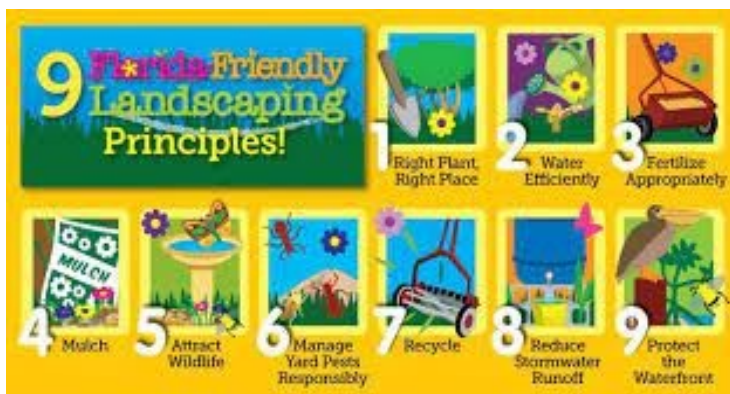 9 Florida-Friendly
Landscaping
Principles!
1 Right Plant,
Right Place
2 Water
Efficiently
3 Fertilize
Appropriately
4 Mulch
MULCH
5 Attract
Wildlife
6 Manage
Yard Pests
Responsibly
7 Recycle
8 Reduce
Stormwater
Runoff
9 Protect
the
Waterfront